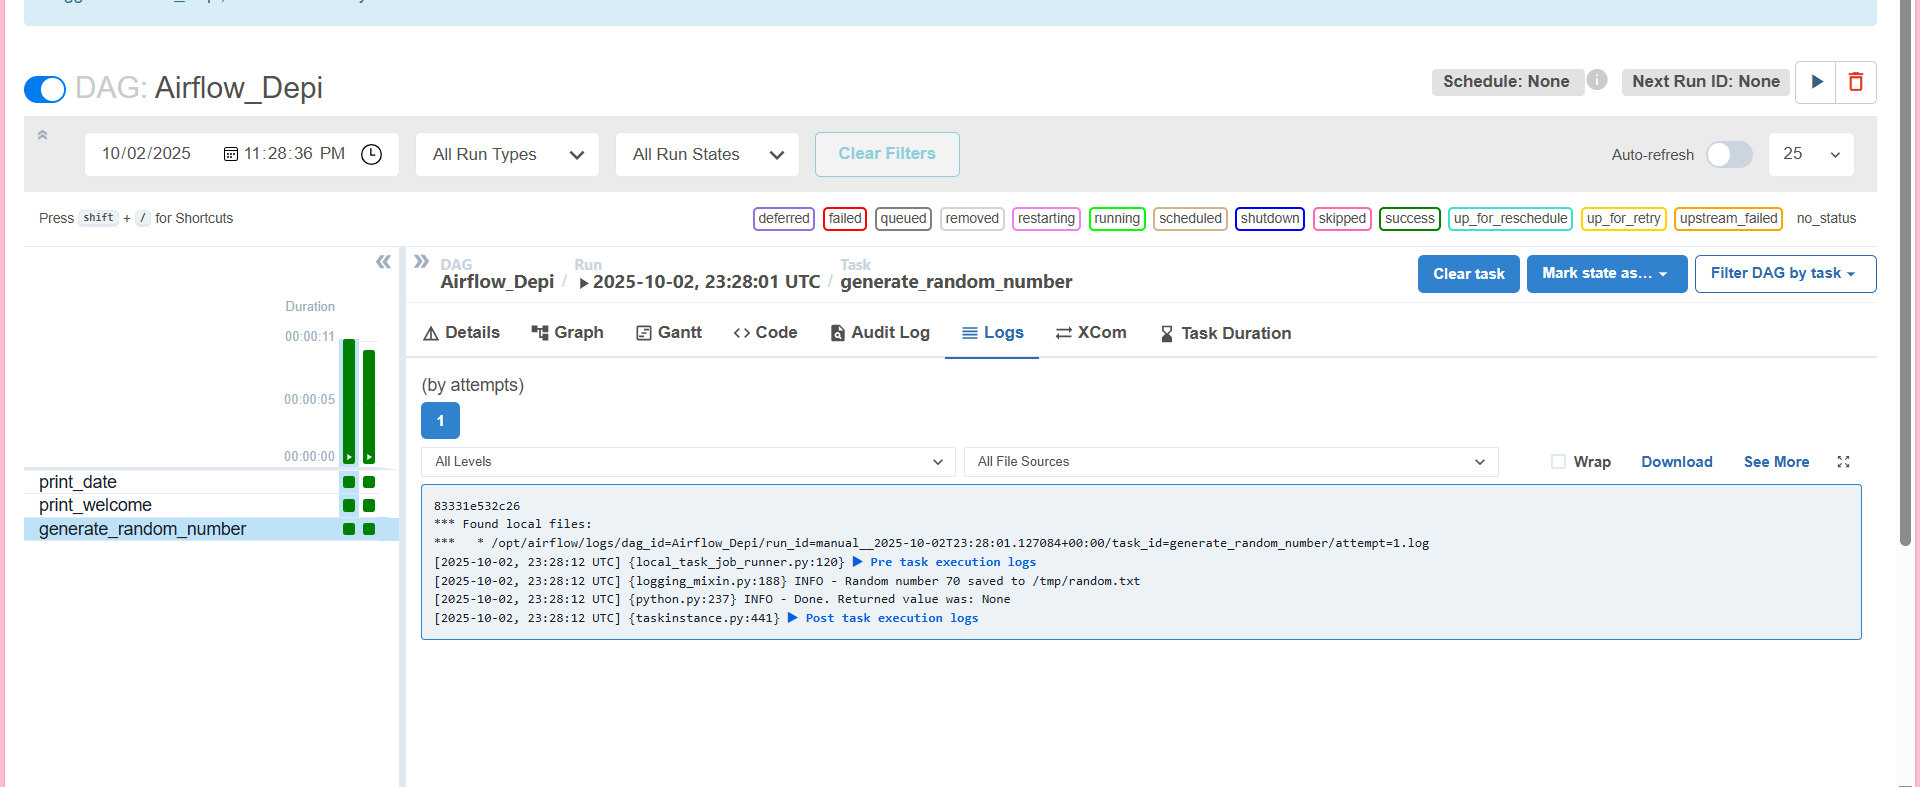 DAG: Airflow_Depi
Schedule: None
Next Run ID: None
10/02/2025 11:28:36 PM
All Run Types
All Run States
Clear Filters
Auto-refresh
25
Press shift + / for Shortcuts
deferred failed queued removed restarting running scheduled shutdown skipped success up_for_reschedule up_for_retry upstream_failed no_status
DAG
Airflow_Depi
/
Run
2025-10-02, 23:28:01 UTC
/
Task
generate_random_number
Clear task
Mark state as...
Filter DAG by task
Duration
00:00:11
00:00:05
00:00:00
print_date
print_welcome
generate_random_number
Details
Graph
Gantt
Code
Audit Log
Logs
XCom
Task Duration
(by attempts)
1
All Levels
All File Sources
Wrap
Download
See More
83331e532c26
*** Found local files:
***   * /opt/airflow/logs/dag_id=Airflow_Depi/run_id=manual__2025-10-02T23:28:01.127084+00:00/task_id=generate_random_number/attempt=1.log
[2025-10-02, 23:28:12 UTC] {local_task_job_runner.py:120} ▶ Pre task execution logs
[2025-10-02, 23:28:12 UTC] {logging_mixin.py:188} INFO - Random number 70 saved to /tmp/random.txt
[2025-10-02, 23:28:12 UTC] {python.py:237} INFO - Done. Returned value was: None
[2025-10-02, 23:28:12 UTC] {taskinstance.py:441} ▶ Post task execution logs